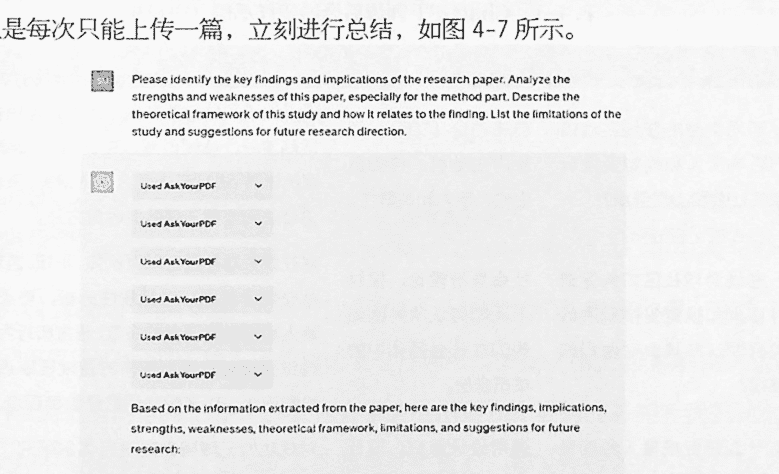 是每次只能上传一篇，立刻进行总结，如图 4-7 所示。
Please identify the key findings and implications of the research paper. Analyze the
strengths and weaknesses of this paper, especially for the method part. Describe the
theoretical framework of this study and how it relates to the finding. List the limitations of the
study and suggestions for future research direction.
Used AskYourPDF
Used AskYourPDF
Used AskYourPDF
Used AskYourPDF
Used AskYourPDF
Used AskYourPDF
Based on the information extracted from the paper, here are the key findings, implications,
strengths, weaknesses, theoretical framework, limitations, and suggestions for future
research: